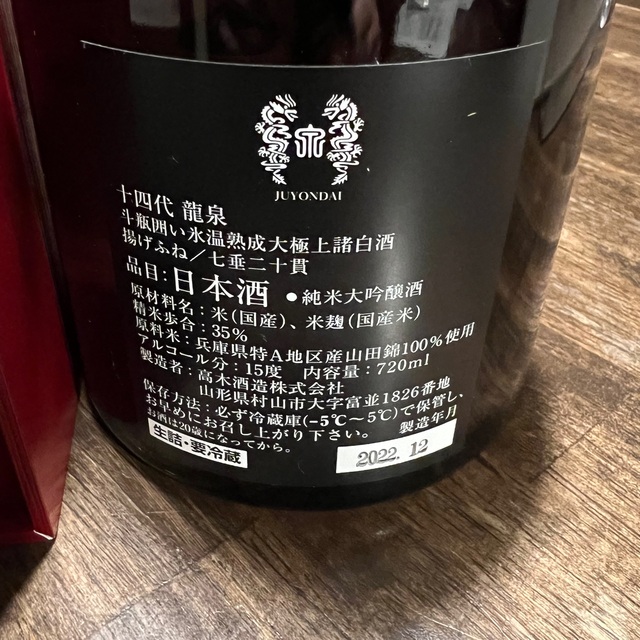 JUYONDAI
十四代 龍泉
斗瓶囲い氷温熟成大極上諸白酒
揚げふね／七垂二十貫
品目：日本酒 ●純米大吟醸酒
原材料名：米(国産)、米麹(国産米)
精米歩合：35%
原料米：兵庫県特A地区産山田錦100%使用
アルコール分：15度 内容量：720ml
製造者：高木酒造株式会社
山形県村山市大字富並1826番地
保存方法：必ず冷蔵庫(-5℃～5℃)で保管し、
お早めにお召し上がり下さい。
お酒は20歳になってから。 製造年月
生詰・要冷蔵 2022. 12